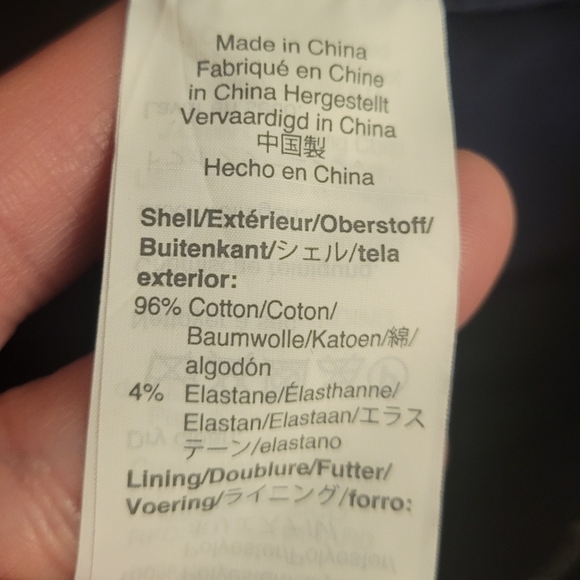 Made in China
Fabriqué en Chine
in China Hergestellt
Vervaardigd in China
中国製
Hecho en China
Shell/Extérieur/Oberstoff/
Buitenkant/シェル/tela
exterior:
96% Cotton/Coton/
Baumwolle/Katoen/綿/
algodón
4% Elastane/Élasthanne/
Elastan/Elastaan/エラス
テーン/elastano
Lining/Doublure/Futter/
Voering/ライニング/forro: